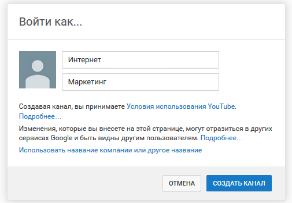 Войти как...
Интернет
Маркетинг
Создавая канал, вы принимаете Условия использования YouTube.
Подробнее...
Изменения, которые вы внесете на этой странице, могут отразиться в других
сервисах Google и быть видны другим пользователем. Подробнее.
Использовать название компании или другое название
ОТМЕНА
СОЗДАТЬ КАНАЛ